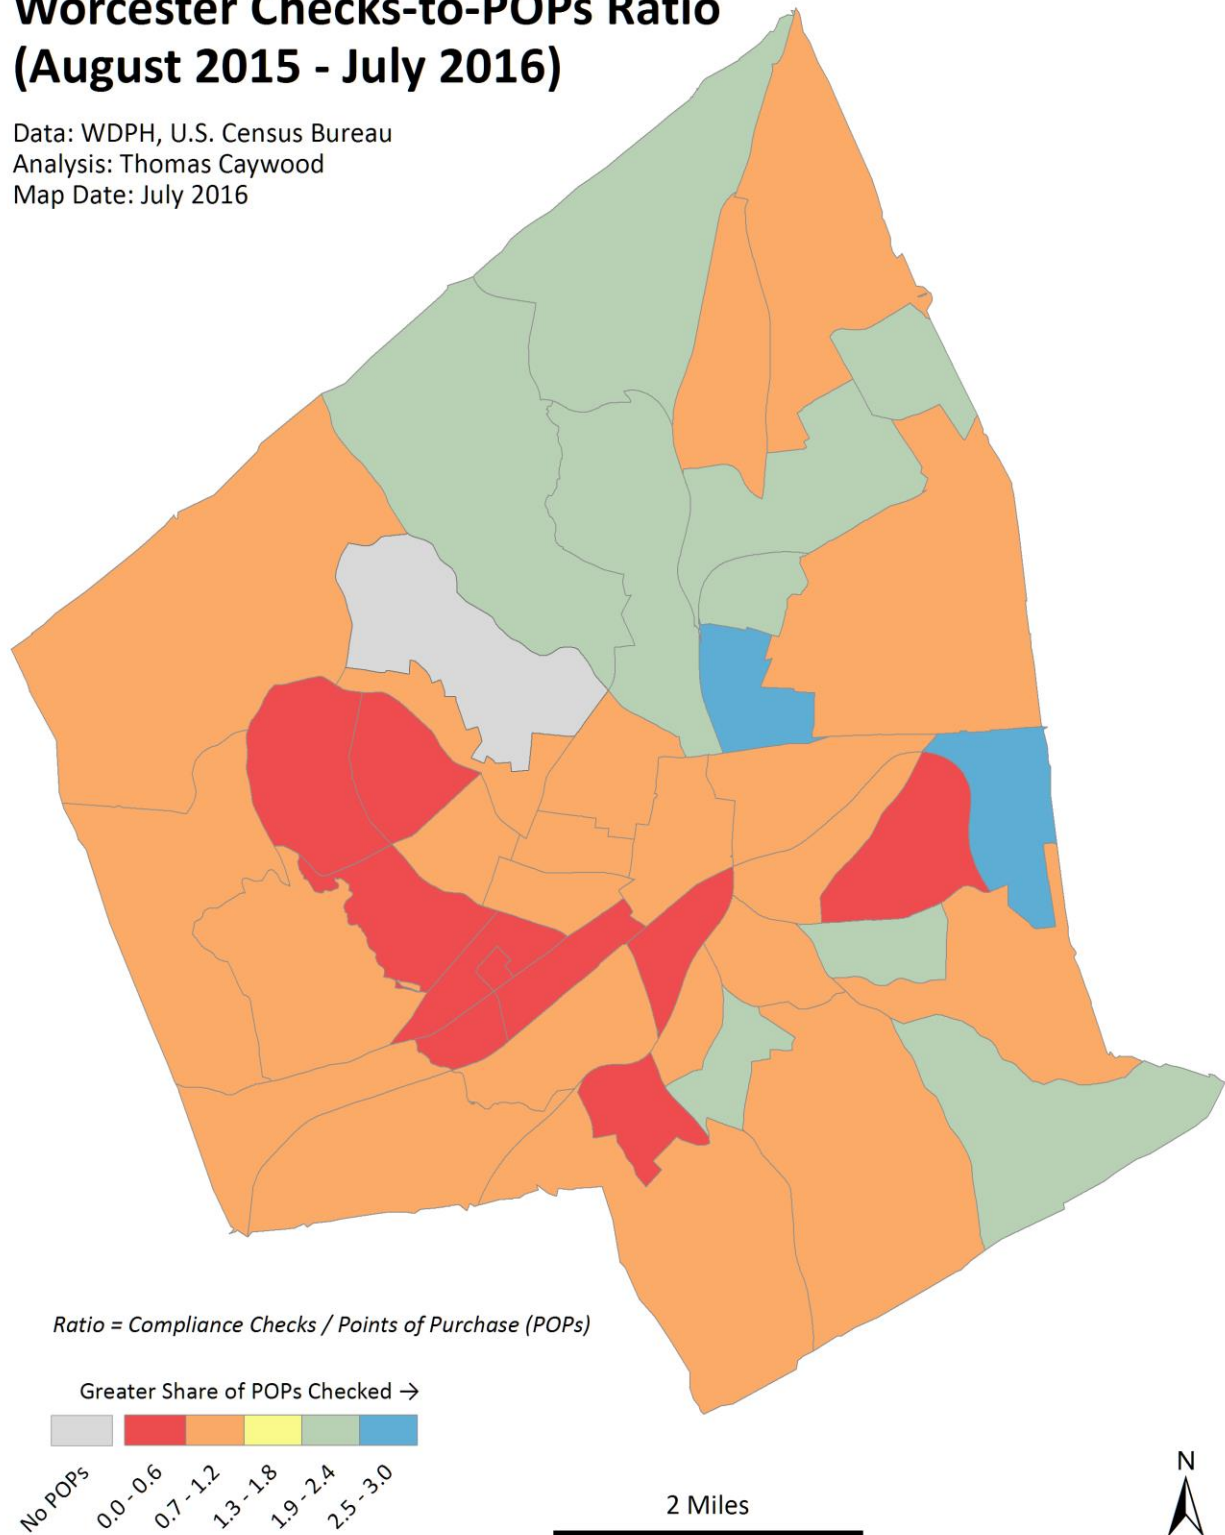 Worcester Checks-to-POPs Ratio
(August 2015 - July 2016)
Data: WDPH, U.S. Census Bureau
Analysis: Thomas Caywood
Map Date: July 2016
Ratio = Compliance Checks / Points of Purchase (POPs)
Greater Share of POPs Checked →
No POPs
0.0 - 0.6
0.7 - 1.2
1.3 - 1.8
1.9 - 2.4
2.5 - 3.0
2 Miles
N